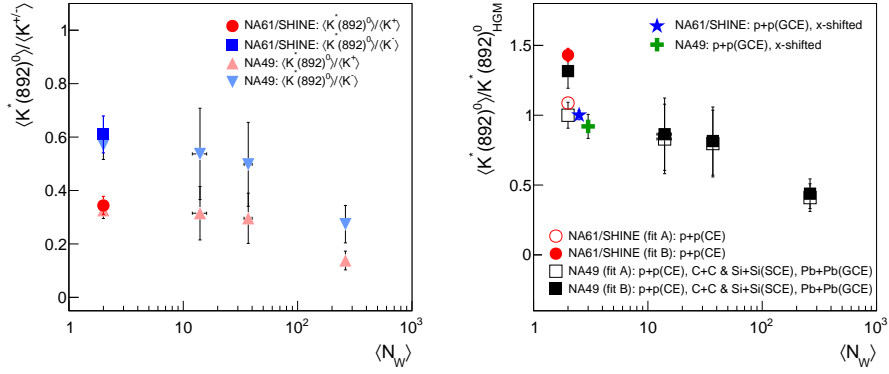 ⟨K*(892)⁰⟩/⟨K⁺/⁻⟩
1
0.8
0.6
0.4
0.2
0
1
10
10²
10³
⟨N_W⟩
NA61/SHINE: ⟨K*(892)⁰⟩/⟨K⁺⟩
NA61/SHINE: ⟨K*(892)⁰⟩/⟨K⁻⟩
NA49: ⟨K*(892)⁰⟩/⟨K⁺⟩
NA49: ⟨K*(892)⁰⟩/⟨K⁻⟩
⟨K*(892)⁰⟩/K*(892)⁰_HGM
1.5
1
0.5
0
1
10
10²
10³
⟨N_W⟩
NA61/SHINE: p+p(GCE), x-shifted
NA49: p+p(GCE), x-shifted
NA61/SHINE (fit A): p+p(CE)
NA61/SHINE (fit B): p+p(CE)
NA49 (fit A): p+p(CE), C+C & Si+Si(SCE), Pb+Pb(GCE)
NA49 (fit B): p+p(CE), C+C & Si+Si(SCE), Pb+Pb(GCE)